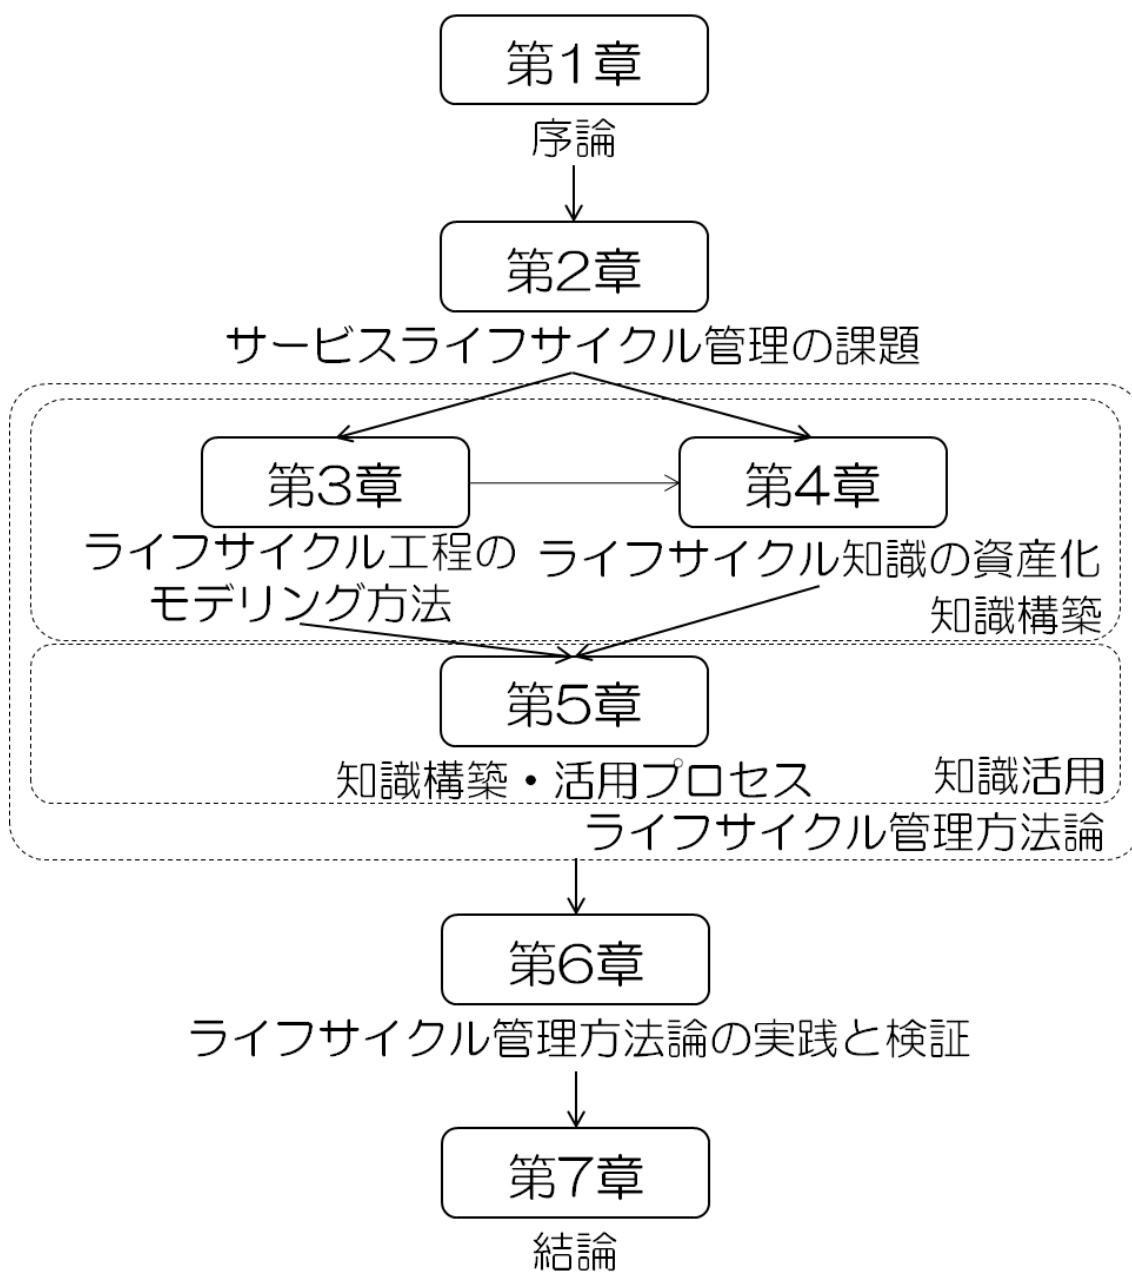 第1章
序論
第2章
サービスライフサイクル管理の課題
第3章
ライフサイクル工程の
モデリング方法
第4章
ライフサイクル知識の資産化
知識構築
第5章
知識構築・活用プロセス
知識活用
ライフサイクル管理方法論
第6章
ライフサイクル管理方法論の実践と検証
第7章
結論